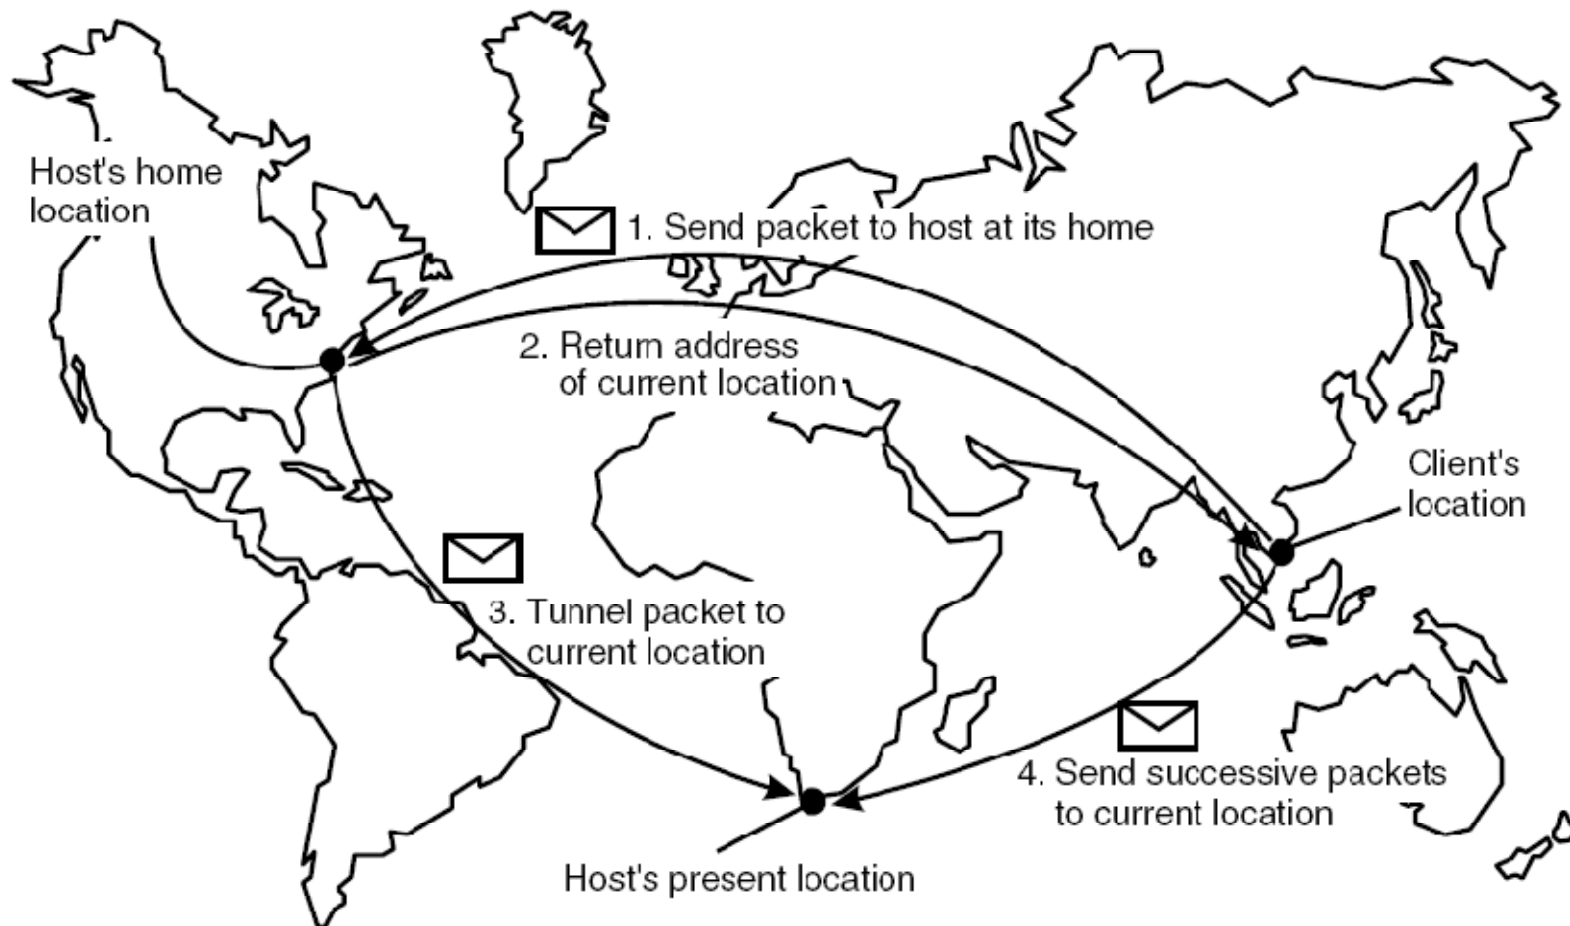 Host's home
location
1. Send packet to host at its home
2. Return address
of current location
Client's
location
3. Tunnel packet to
current location
4. Send successive packets
to current location
Host's present location